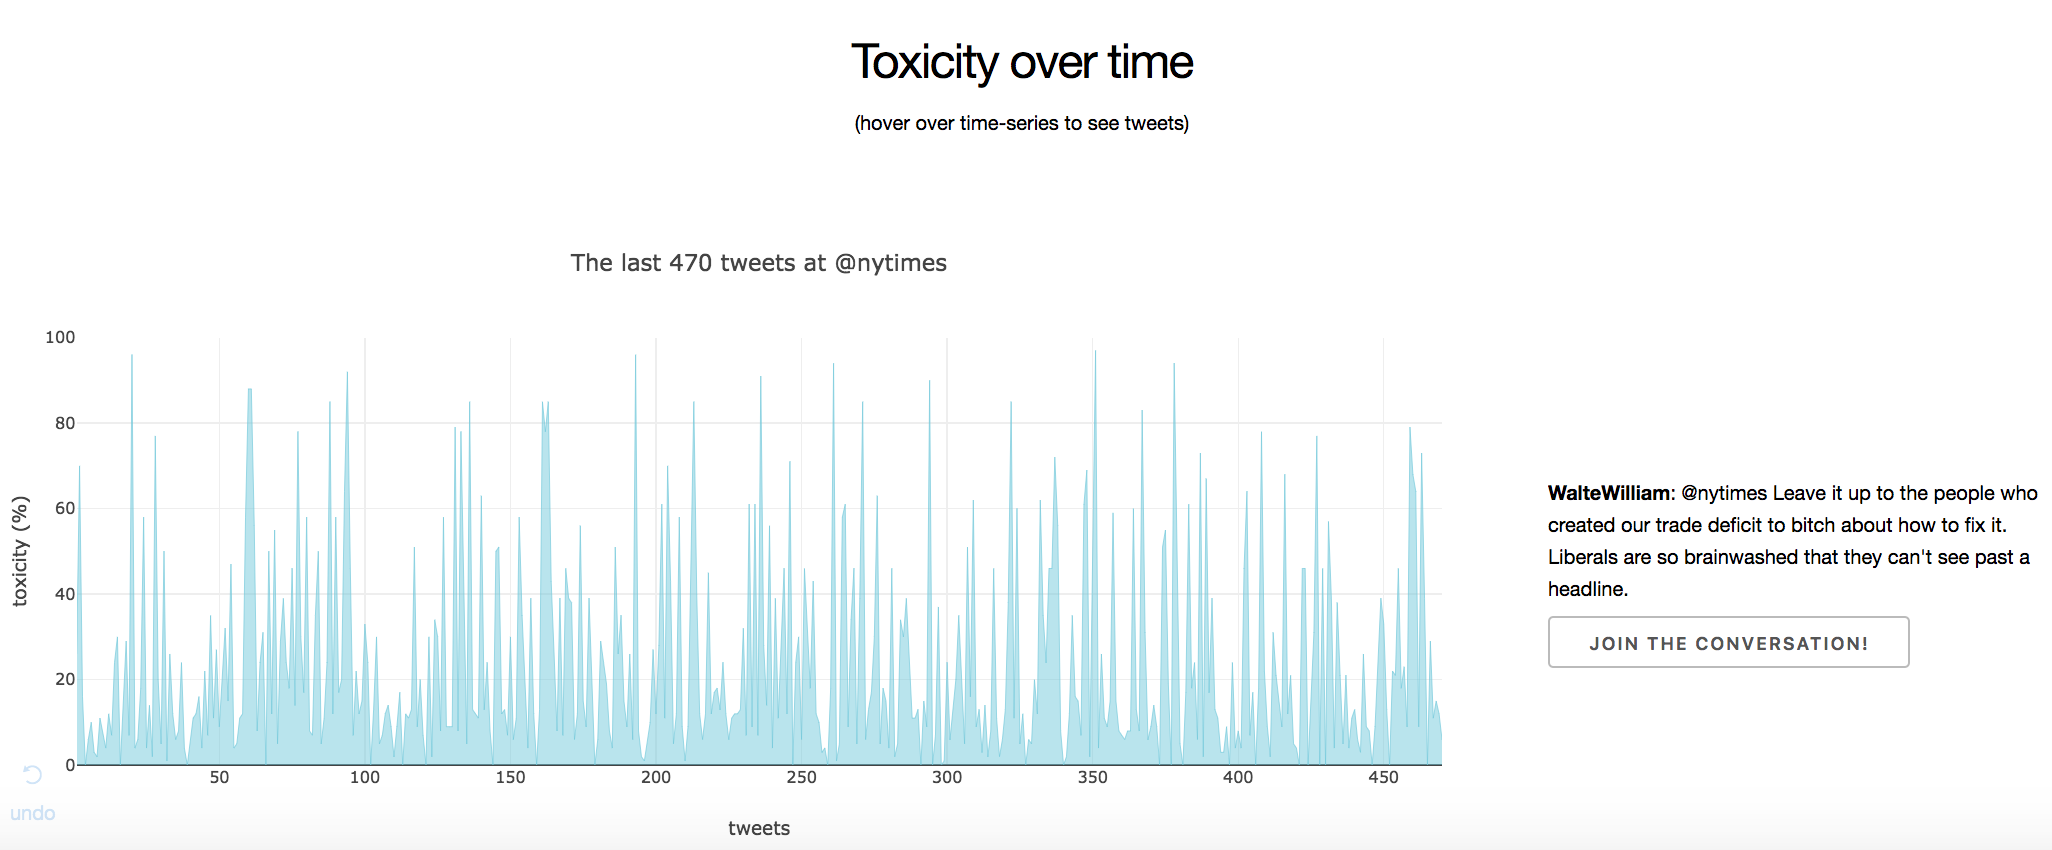 Toxicity over time
(hover over time-series to see tweets)
The last 470 tweets at @nytimes
100
80
60
40
20
0
toxicity (%)
50
100
150
200
250
300
350
400
450
tweets
undo
WalteWilliam: @nytimes Leave it up to the people who
created our trade deficit to bitch about how to fix it.
Liberals are so brainwashed that they can't see past a
headline.
JOIN THE CONVERSATION!